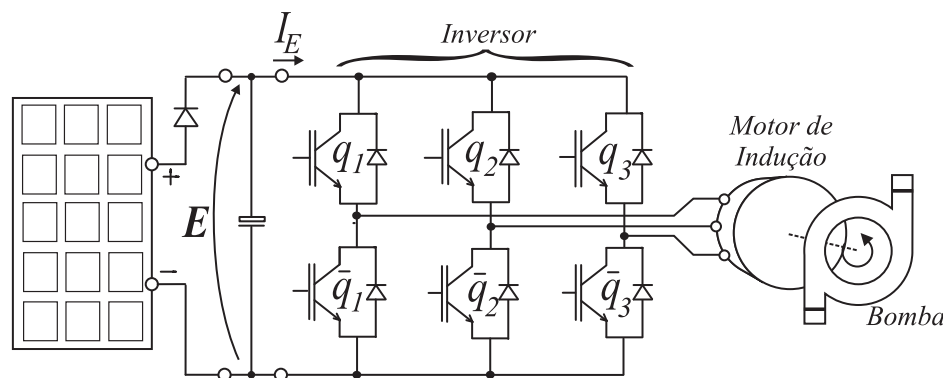 I_E
Inversor
Motor de
Indução
+
E
−
q_1
q_2
q_3
q̄_1
q̄_2
q̄_3
Bomba